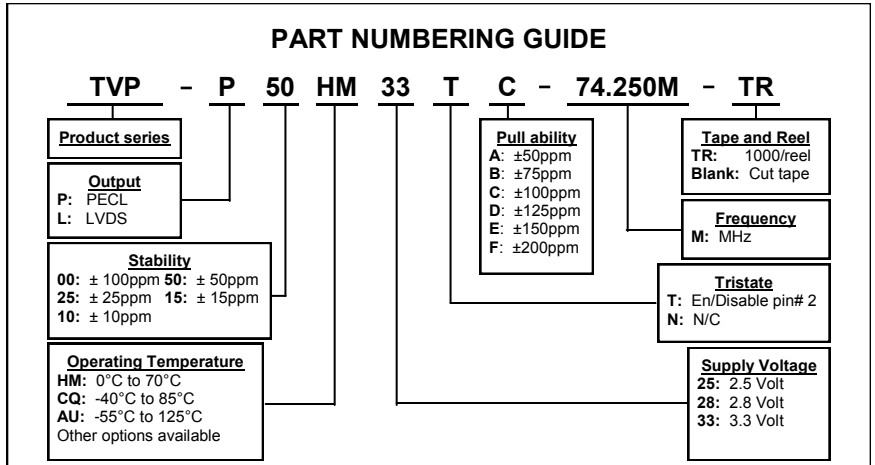 PART NUMBERING GUIDE
TVP - P 50 HM 33 T C - 74.250M - TR
Product series
Output
P: PECL
L: LVDS
Stability
00: ± 100ppm 50: ± 50ppm
25: ± 25ppm 15: ± 15ppm
10: ± 10ppm
Operating Temperature
HM: 0°C to 70°C
CQ: -40°C to 85°C
AU: -55°C to 125°C
Other options available
Pull ability
A: ±50ppm
B: ±75ppm
C: ±100ppm
D: ±125ppm
E: ±150ppm
F: ±200ppm
Tape and Reel
TR: 1000/reel
Blank: Cut tape
Frequency
M: MHz
Tristate
T: En/Disable pin# 2
N: N/C
Supply Voltage
25: 2.5 Volt
28: 2.8 Volt
33: 3.3 Volt